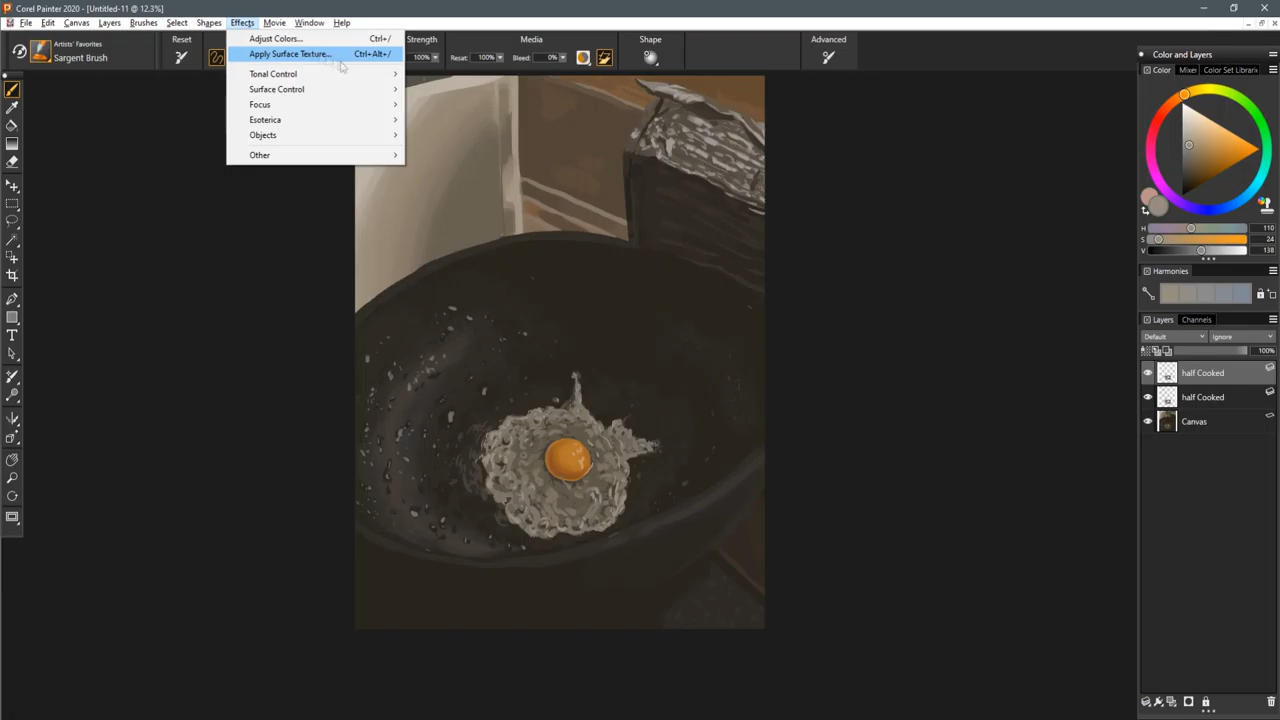 Corel Painter 2020 - [Untitled-11 @ 12.3%]
File Edit Canvas Layers Brushes Select Shapes Effects Movie Window Help
Artists' Favorites
Sargent Brush
Reset
Adjust Colors... Ctrl+/
Apply Surface Texture... Ctrl+Alt+/
Tonal Control
Surface Control
Focus
Esoterica
Objects
Other
Strength
100%
Media
Reset: 100% Bleed: 0%
Shape
Advanced
Color and Layers
Color Mixer Color Set Librari
H 110
S 24
V 138
Harmonies
Layers Channels
Default Ignore
100%
half Cooked
half Cooked
Canvas